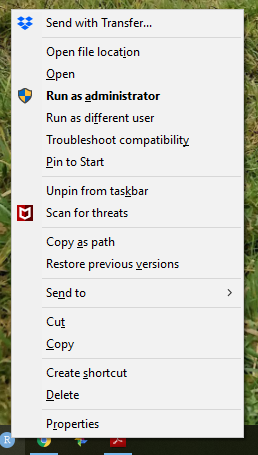 Send with Transfer...
Open file location
Open
Run as administrator
Run as different user
Troubleshoot compatibility
Pin to Start
Unpin from taskbar
Scan for threats
Copy as path
Restore previous versions
Send to
Cut
Copy
Create shortcut
Delete
Properties
R